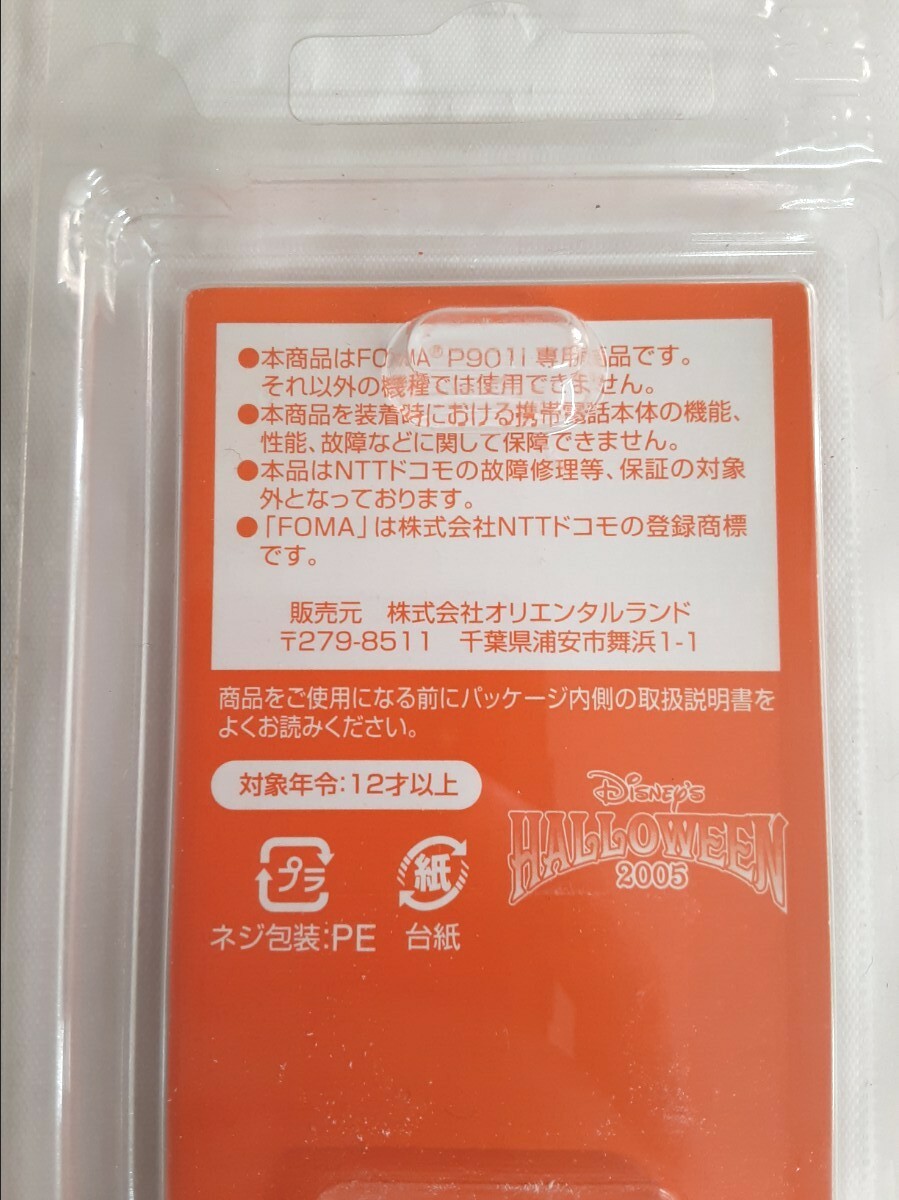 ●本商品はFOMA® P901i 専用商品です。
それ以外の機種では使用できません。
●本商品を装着時における携帯電話本体の機能、
性能、故障などに関して保障できません。
●本品はNTTドコモの故障修理等、保証の対象
外となっております。
●「FOMA」は株式会社NTTドコモの登録商標
です。
販売元 株式会社オリエンタルランド
〒279-8511 千葉県浦安市舞浜1-1
商品をご使用になる前にパッケージ内側の取扱説明書を
よくお読みください。
対象年令:12才以上
DISNEY'S
HALLOWEEN
2005
プラ
紙
ネジ包装:PE
台紙